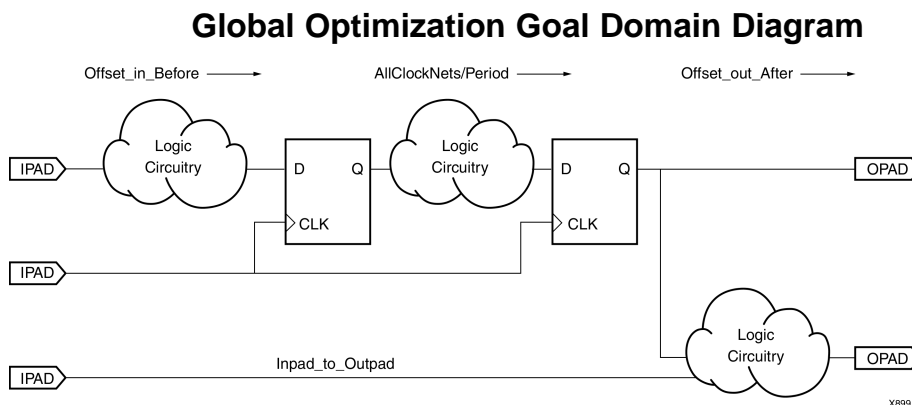 Global Optimization Goal Domain Diagram
Offset_in_Before
AllClockNets/Period
Offset_out_After
Logic
Circuitry
Logic
Circuitry
IPAD
D
Q
D
Q
OPAD
CLK
CLK
IPAD
Logic
Circuitry
Inpad_to_Outpad
OPAD
IPAD
X899